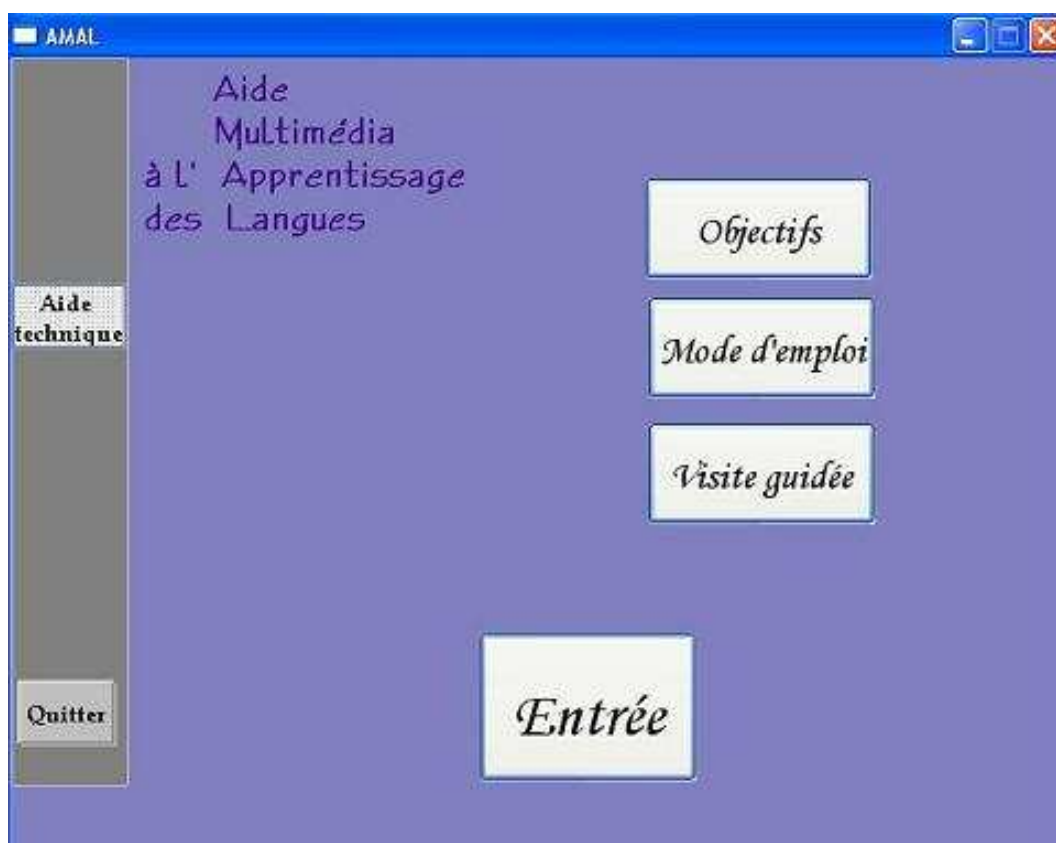 AMAL
Aide
Multimédia
à l' Apprentissage
des Langues
Objectifs
Aide
technique
Mode d'emploi
Visite guidée
Quitter
Entrée